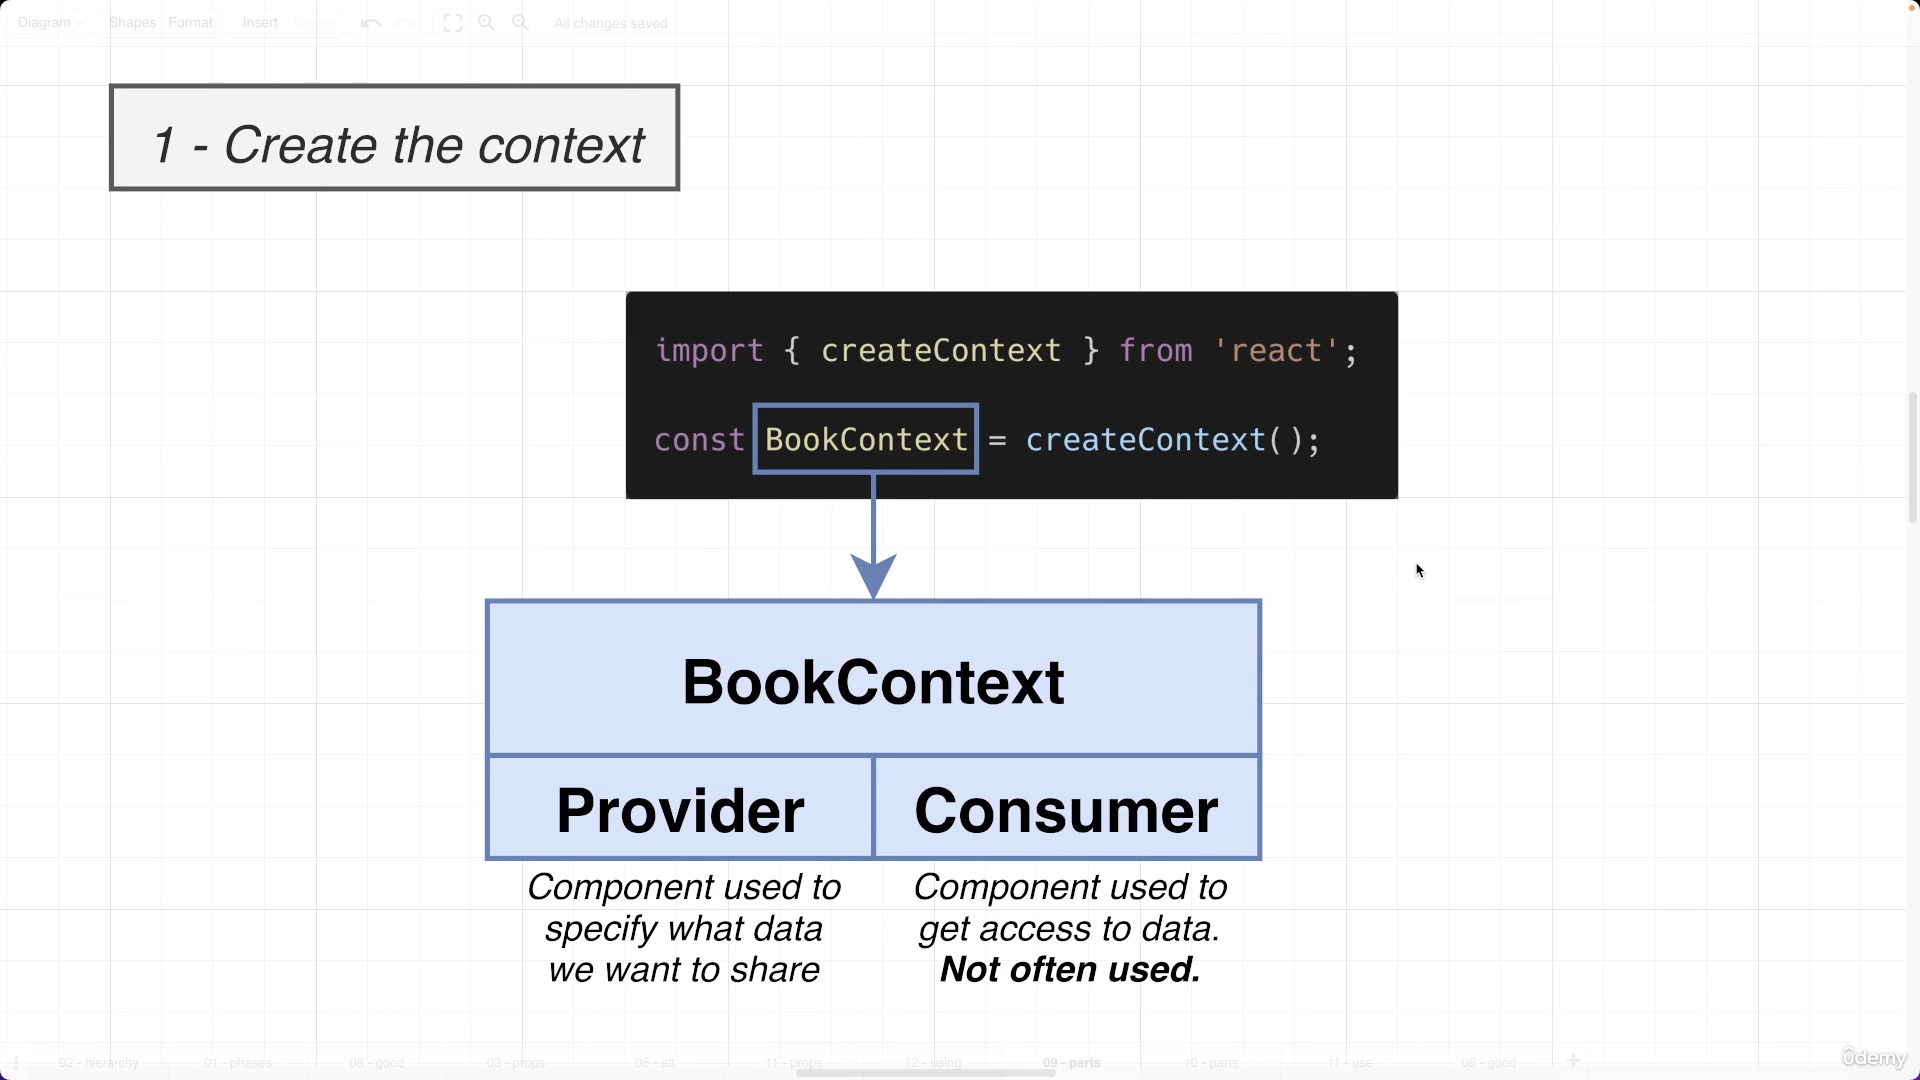 Diagram Shapes Format Insert Delete All changes saved
1 - Create the context
import { createContext } from 'react';
const BookContext = createContext();
BookContext
Provider Consumer
Component used to
specify what data
we want to share
Component used to
get access to data.
Not often used.
02 - hierarchy 01 - phases 08 - good 03 - props 05 - alt 11 - props 12 - using 09 - parts 10 - parts 11 - use 06 - good
ûdemy